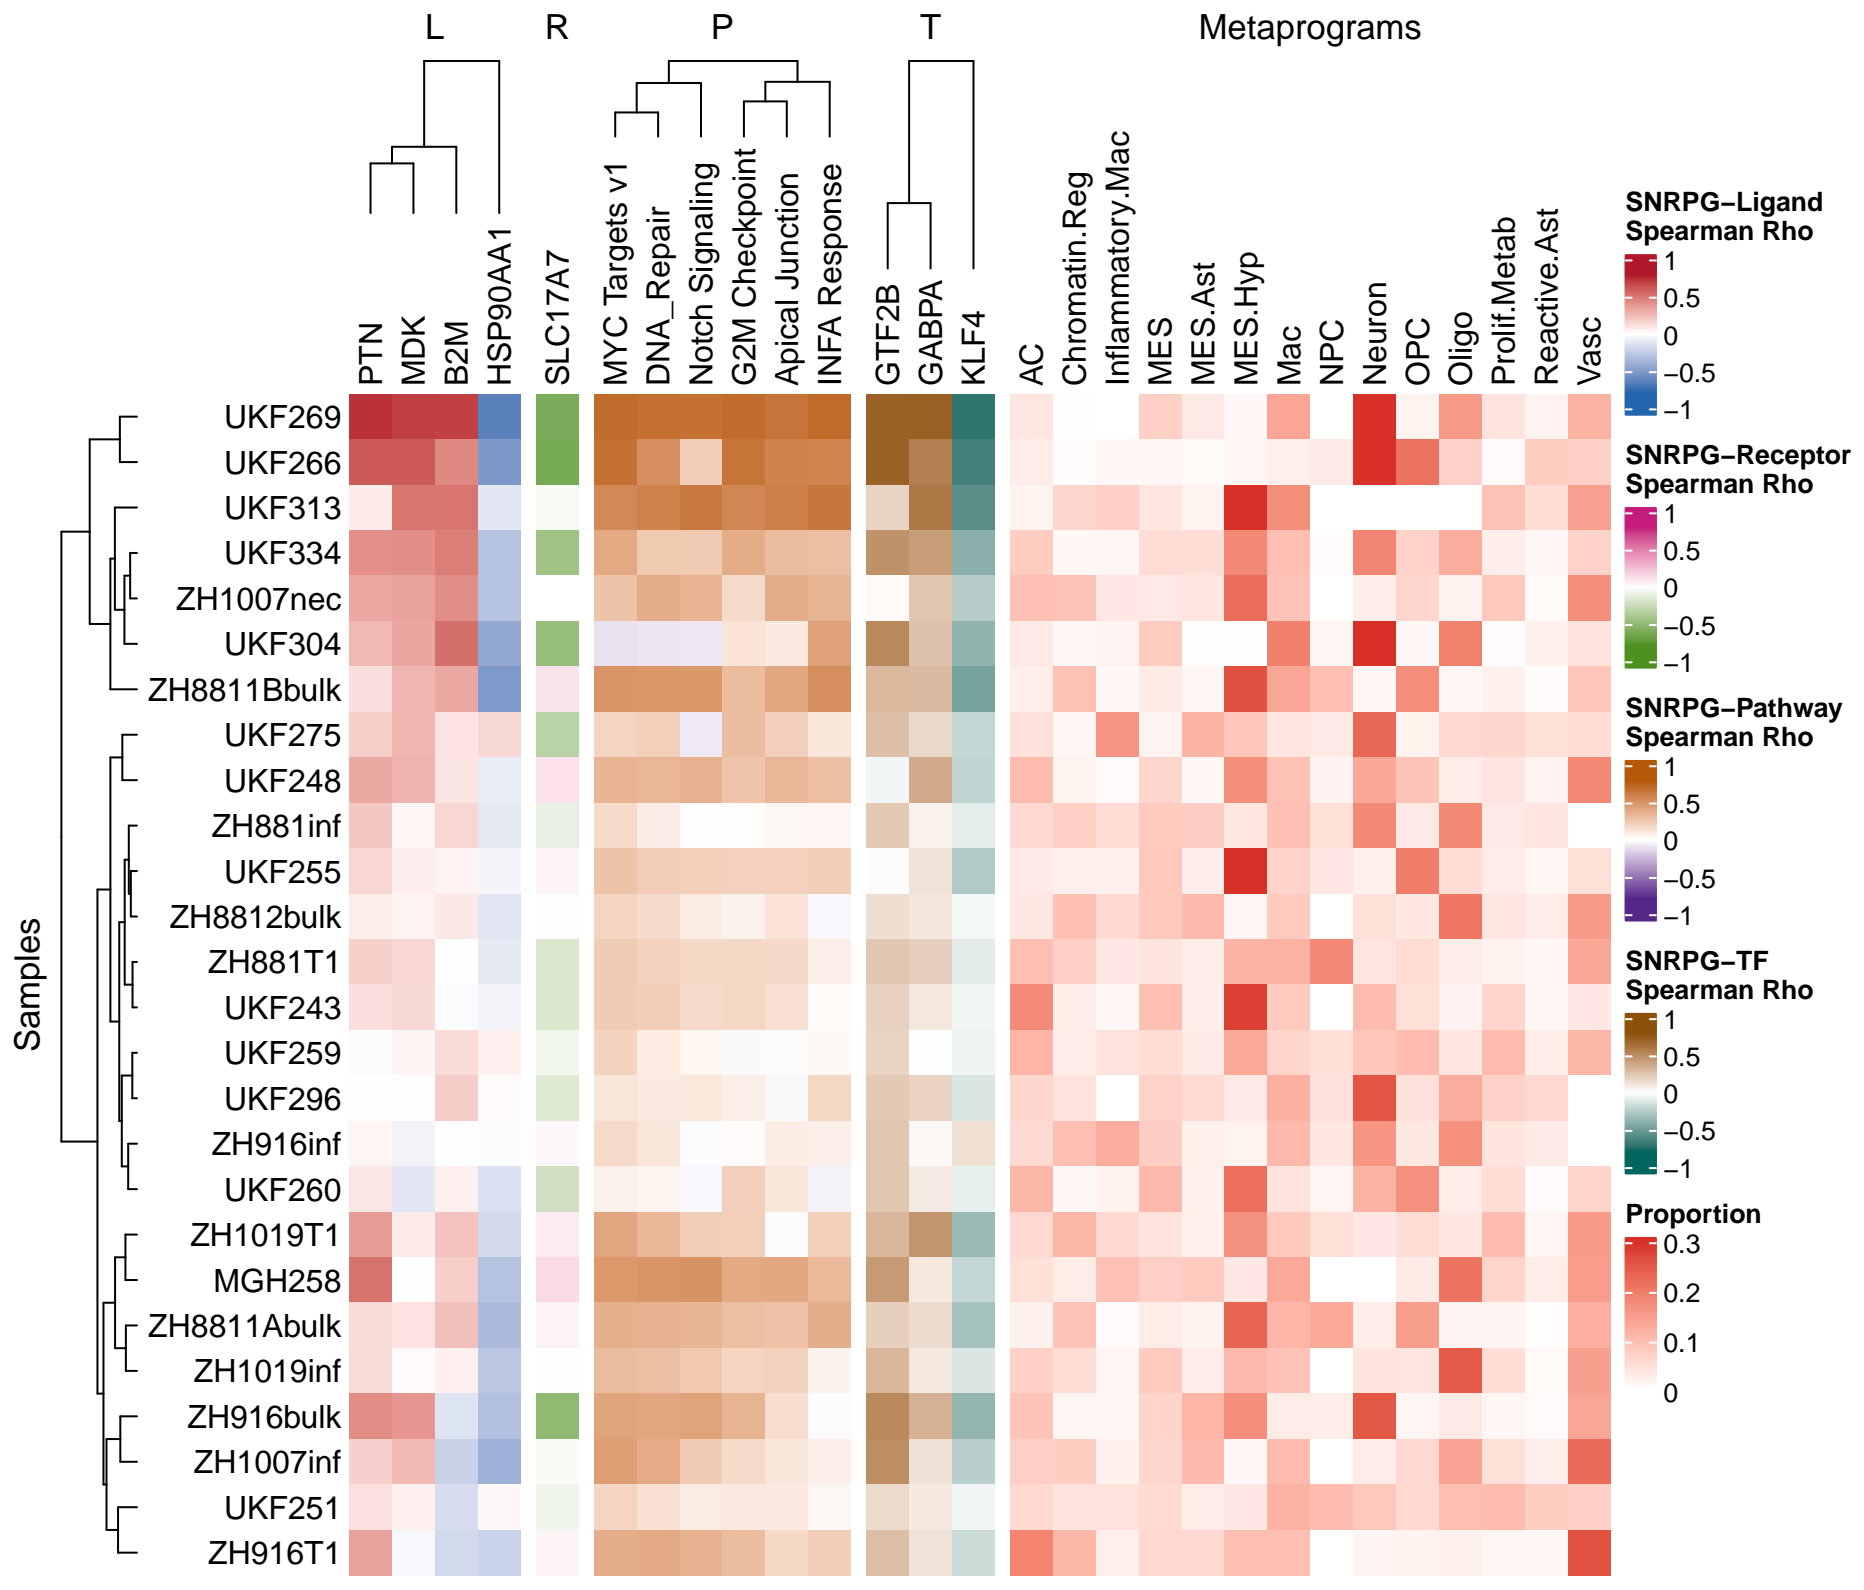 L R P T Metaprograms
PTN
MDK
B2M
HSP90AA1
SLC17A7
MYC Targets v1
DNA_Repair
Notch Signaling
G2M Checkpoint
Apical Junction
INFA Response
GTF2B
GABPA
KLF4
AC
Chromatin.Reg
Inflammatory.Mac
MES
MES.Ast
MES.Hyp
Mac
NPC
Neuron
OPC
Oligo
Prolif.Metab
Reactive.Ast
Vasc
Samples
UKF269
UKF266
UKF313
UKF334
ZH1007nec
UKF304
ZH8811Bbulk
UKF275
UKF248
ZH881inf
UKF255
ZH8812bulk
ZH881T1
UKF243
UKF259
UKF296
ZH916inf
UKF260
ZH1019T1
MGH258
ZH8811Abulk
ZH1019inf
ZH916bulk
ZH1007inf
UKF251
ZH916T1
SNRPG−Ligand
Spearman Rho
1
0.5
0
−0.5
−1
SNRPG−Receptor
Spearman Rho
1
0.5
0
−0.5
−1
SNRPG−Pathway
Spearman Rho
1
0.5
0
−0.5
−1
SNRPG−TF
Spearman Rho
1
0.5
0
−0.5
−1
Proportion
0.3
0.2
0.1
0